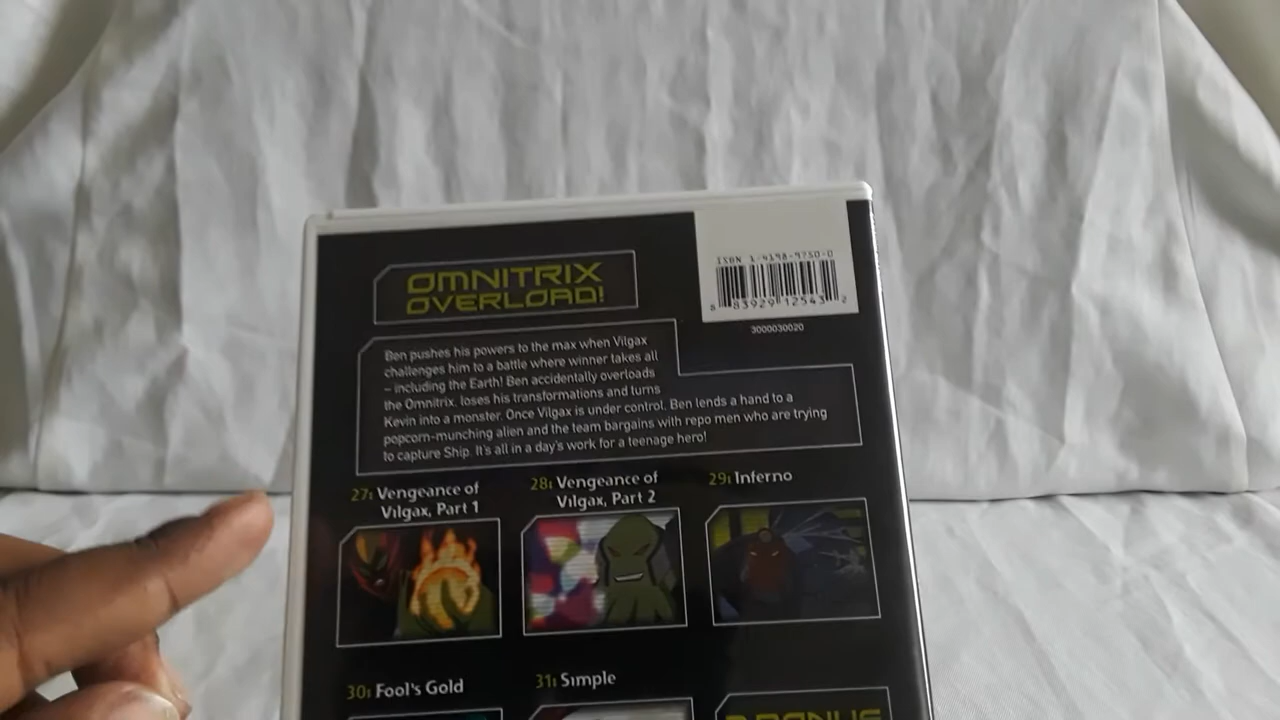 OMNITRIX
OVERLOAD!
ISBN 1-4198-9750-0
8 83929 12543 2
3000030020
Ben pushes his powers to the max when Vilgax
challenges him to a battle where winner takes all
– including the Earth! Ben accidentally overloads
the Omnitrix, loses his transformations and turns
Kevin into a monster. Once Vilgax is under control, Ben lends a hand to a
popcorn-munching alien and the team bargains with repo men who are trying
to capture Ship. It's all in a day's work for a teenage hero!
27: Vengeance of
Vilgax, Part 1
28: Vengeance of
Vilgax, Part 2
29: Inferno
30: Fool's Gold
31: Simple
BONUS